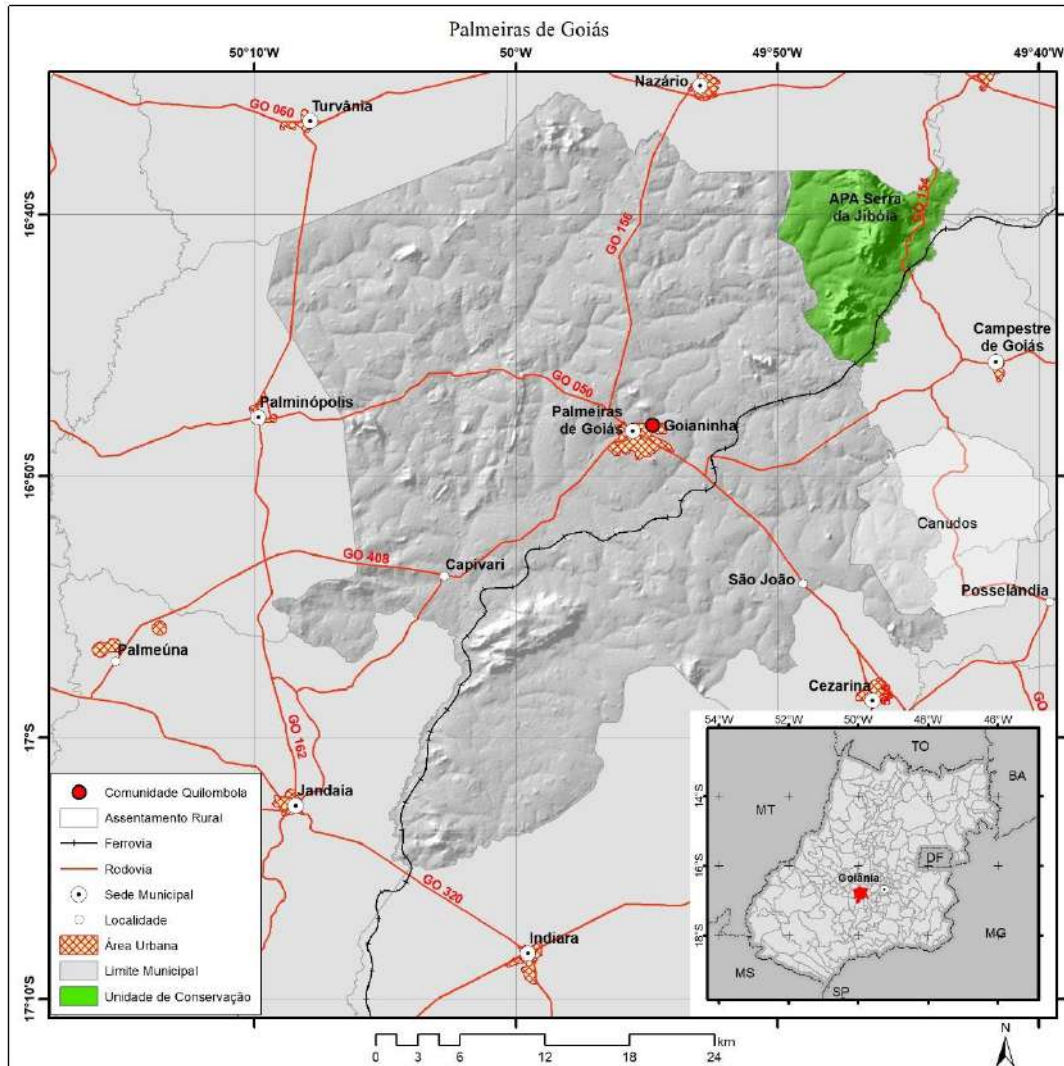 Palmeiras de Goiás
50°10'W
50°W
49°50'W
49°40'W
16°40'S
16°50'S
17°S
17°10'S
Nazário
Turvânia
GO 060
GO 156
APA Serra
da Jibóia
GO 154
Campestre
de Goiás
GO 050
Palminópolis
Palmeiras
de Goiás
Goianinha
Canudos
GO 408
Capivari
São João
Posselândia
Palmeúna
Cezarina
GO
GO 162
Jandaia
GO 320
Indiara
Comunidade Quilombola
Assentamento Rural
Ferrovia
Rodovia
Sede Municipal
Localidade
Área Urbana
Limite Municipal
Unidade de Conservação
54°W
52°W
50°W
48°W
46°W
14°S
16°S
18°S
TO
BA
MT
DF
Goiânia
MG
MS
SP
0 3 6 12 18 24
km
N